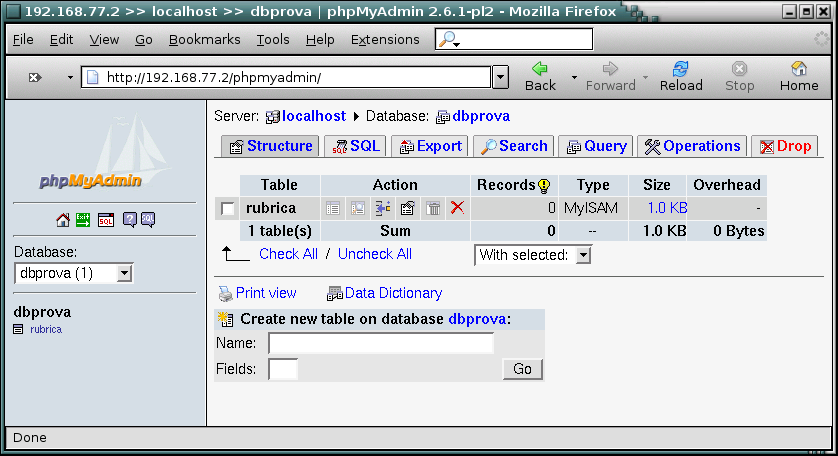 192.168.77.2 >> localhost >> dbprova | phpMyAdmin 2.6.1-pl2 - Mozilla Firefox
File Edit View Go Bookmarks Tools Help Extensions
http://192.168.77.2/phpmyadmin/ Back Forward Reload Stop Home
phpMyAdmin
Exit SQL ? ? SQL
Database:
dbprova (1)
dbprova
rubrica
Server: localhost Database: dbprova
Structure SQL Export Search Query Operations Drop
Table Action Records Type Size Overhead
rubrica 0 MyISAM 1.0 KB -
1 table(s) Sum 0 -- 1.0 KB 0 Bytes
Check All / Uncheck All With selected:
Print view Data Dictionary
Create new table on database dbprova:
Name:
Fields: Go
Done